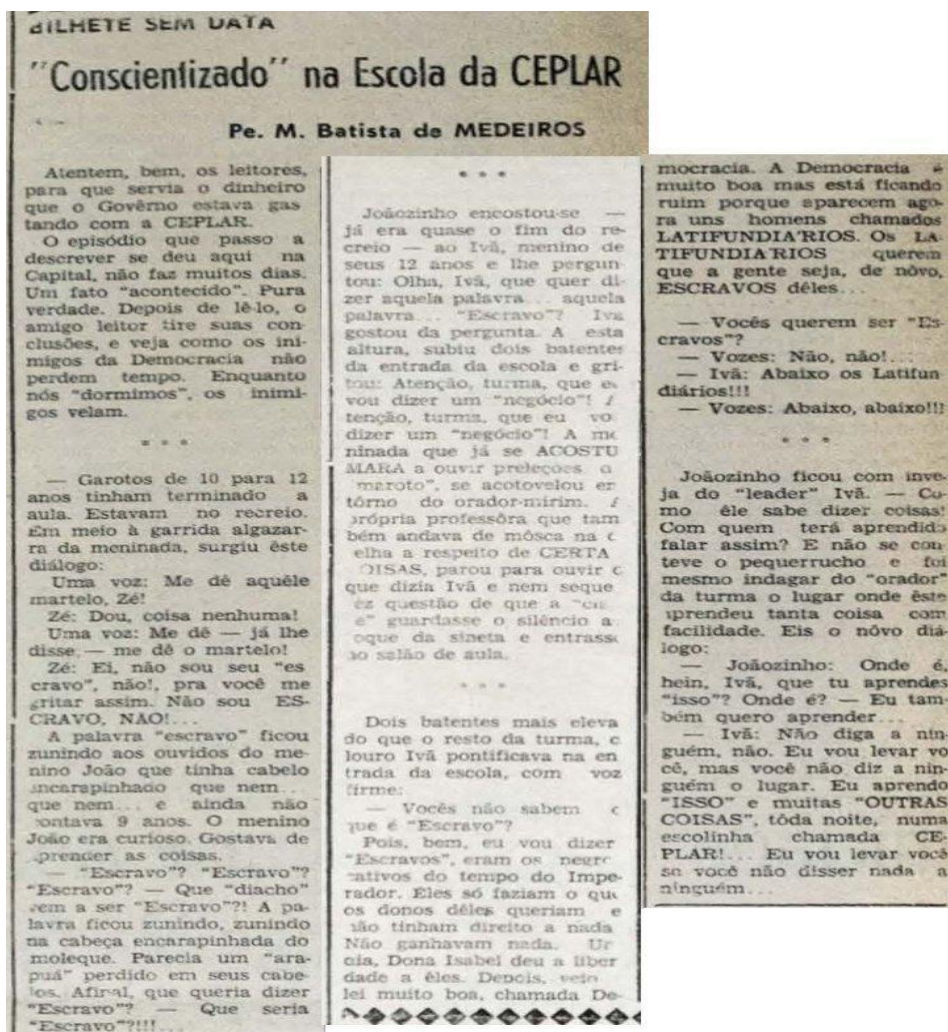 BILHETE SEM DATA
"Conscientizado" na Escola da CEPLAR
Pe. M. Batista de MEDEIROS
Atentem, bem, os leitores,
para que servia o dinheiro
que o Govêrno estava gas
tando com a CEPLAR.
O episódio que passo a
descrever se deu aqui na
Capital, não faz muitos dias.
Um fato "acontecido". Pura
verdade. Depois de lê-lo, o
amigo leitor tire suas con-
clusões, e veja como os ini-
migos da Democracia não
perdem tempo. Enquanto
nós "dormimos", os inimi-
gos velam.
* * *
— Garotos de 10 para 12
anos tinham terminado a
aula. Estavam no recreio.
Em meio à garrida algazar-
ra da meninada, surgiu êste
diálogo:
Uma voz: Me dê aquêle
martelo, Zé!
Zé: Dou, coisa nenhuma!
Uma voz: Me dê — já lhe
disse — me dê o martelo!
Zé: Ei, não sou seu "es
cravo", não!, pra você me
gritar assim. Não sou ES-
CRAVO, NAO!...
A palavra "escravo" ficou
zunindo aos ouvidos do me-
nino João que tinha cabelo
incarapinhado que nem...
que nem... e ainda não
contava 9 anos. O menino
João era curioso. Gostava de
aprender as coisas.
— "Escravo"? "Escravo"?
"Escravo"? — Que "diacho"
vem a ser "Escravo"?! A pa-
lavra ficou zunindo, zunindo
na cabeça encarapinhada do
moleque. Parecia um "ara-
puá" perdido em seus cabe-
los. Afinal, que queria dizer
"Escravo"? — Que seria
"Escravo"?!!!...
* * *
Joãozinho encostou-se —
já era quase o fim do re-
creio — ao Ivã, menino de
seus 12 anos e lhe pergun-
tou: Olha, Ivã, que quer di-
zer aquela palavra... aquela
palavra... "Escravo"? Iva
gostou da pergunta. A esta
altura, subiu dois batentes
da entrada da escola e gri-
tou: Atenção, turma, que e
vou dizer um "negócio"! A
tenção, turma, que eu vo
dizer um "negócio"! A me
ninada que já se ACOSTU
MARA a ouvir preleções o
"maroto", se acotovelou er
tôrno do orador-mirim. A
própria professôra que tam
bém andava de môsca na c
elha a respeito de CERTA
OISAS, parou para ouvir c
que dizia Ivã e nem seque
ez questão de que a
e" guardasse o silêncio a
oque da sineta e entrasse
ao salão de aula.
* * *
Dois batentes mais eleva
do que o resto da turma, c
louro Ivã pontificava na en
trada da escola, com voz
firme:
— Vocês não sabem c
que é "Escravo"?
Pois, bem, eu vou dizer
"Escravos", eram os negrc
cativos do tempo do Impe-
rador. Eles só faziam o que
os donos dêles queriam e
não tinham direito a nada
Não ganhavam nada. Ur
dia, Dona Isabel deu a liber
dade a êles. Depois, veio
lei muito boa, chamada De-
mocracia. A Democracia é
muito boa mas está ficando
ruim porque aparecem ago-
ra uns homens chamados
LATIFUNDIA'RIOS. Os LA-
TIFUNDIA'RIOS querem
que a gente seja, de nôvo,
ESCRAVOS dêles...
— Vocês querem ser "Es-
cravos"?
— Vozes: Não, não!...
— Ivã: Abaixo os Latifun-
diários!!!
— Vozes: Abaixo, abaixo!!!
* * *
Joãozinho ficou com inve-
ja do "leader" Ivã. — Co-
mo êle sabe dizer coisas!
Com quem terá aprendido
falar assim? E não se con-
teve o pequerrucho e foi
mesmo indagar do "orador"
da turma o lugar onde êste
aprendeu tanta coisa com
facilidade. Eis o nôvo diá-
logo:
— Joãozinho: Onde é,
hein, Ivã, que tu aprendes
"isso"? Onde é? — Eu tam-
bém quero aprender...
— Ivã: Não diga a nin-
guém, não. Eu vou levar vo
cê, mas você não diz a nin-
guém o lugar. Eu aprendo
"ISSO" e muitas "OUTRAS
COISAS", tôda noite, numa
escolinha chamada CE-
PLAR!... Eu vou levar você
se você não disser nada a
ninguém...